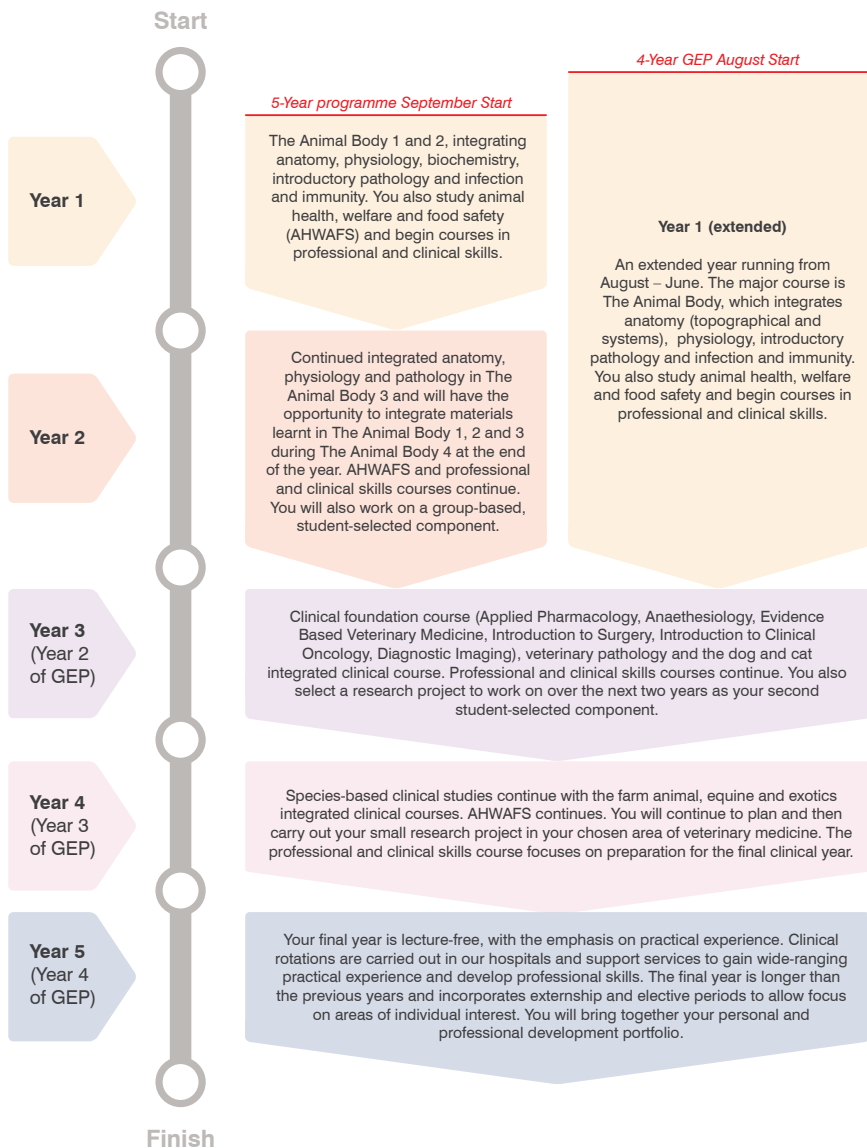 Start
4-Year GEP August Start
5-Year programme September Start
Year 1
The Animal Body 1 and 2, integrating
anatomy, physiology, biochemistry,
introductory pathology and infection
and immunity. You also study animal
health, welfare and food safety
(AHWAFS) and begin courses in
professional and clinical skills.
Year 1 (extended)
An extended year running from
August – June. The major course is
The Animal Body, which integrates
anatomy (topographical and
systems), physiology, introductory
pathology and infection and immunity.
You also study animal health, welfare
and food safety and begin courses in
professional and clinical skills.
Year 2
Continued integrated anatomy,
physiology and pathology in The
Animal Body 3 and will have the
opportunity to integrate materials
learnt in The Animal Body 1, 2 and 3
during The Animal Body 4 at the end
of the year. AHWAFS and professional
and clinical skills courses continue.
You will also work on a group-based,
student-selected component.
Year 3
(Year 2
of GEP)
Clinical foundation course (Applied Pharmacology, Anaethesiology, Evidence
Based Veterinary Medicine, Introduction to Surgery, Introduction to Clinical
Oncology, Diagnostic Imaging), veterinary pathology and the dog and cat
integrated clinical course. Professional and clinical skills courses continue. You also
select a research project to work on over the next two years as your second
student-selected component.
Year 4
(Year 3
of GEP)
Species-based clinical studies continue with the farm animal, equine and exotics
integrated clinical courses. AHWAFS continues. You will continue to plan and then
carry out your small research project in your chosen area of veterinary medicine. The
professional and clinical skills course focuses on preparation for the final clinical year.
Year 5
(Year 4
of GEP)
Your final year is lecture-free, with the emphasis on practical experience. Clinical
rotations are carried out in our hospitals and support services to gain wide-ranging
practical experience and develop professional skills. The final year is longer than
the previous years and incorporates externship and elective periods to allow focus
on areas of individual interest. You will bring together your personal and
professional development portfolio.
Finish